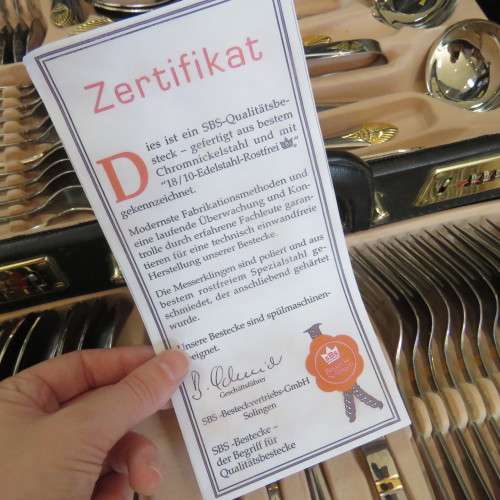 Zertifikat
Dies ist ein SBS-Qualitätsbe-
steck – gefertigt aus bestem
Chromnickelstahl und mit
"18/10-Edelstahl-Rostfrei
gekennzeichnet.
Modernste Fabrikationsmethoden und
eine laufende Überwachung und Kon-
trolle durch erfahrene Fachleute garan-
tieren für eine technisch einwandfreie
Herstellung unserer Bestecke.
Die Messerklingen sind poliert und aus
bestem rostfreiem Spezialstahl ge-
schmiedet, der anschließend gehärtet
wurde.
Unsere Bestecke sind spülmaschinen-
geeignet.
Geschäftsführer
SBS -Besteckvertriebs-GmbH
Solingen
SBS -Bestecke –
der Begriff für
Qualitätsbestecke
SBS